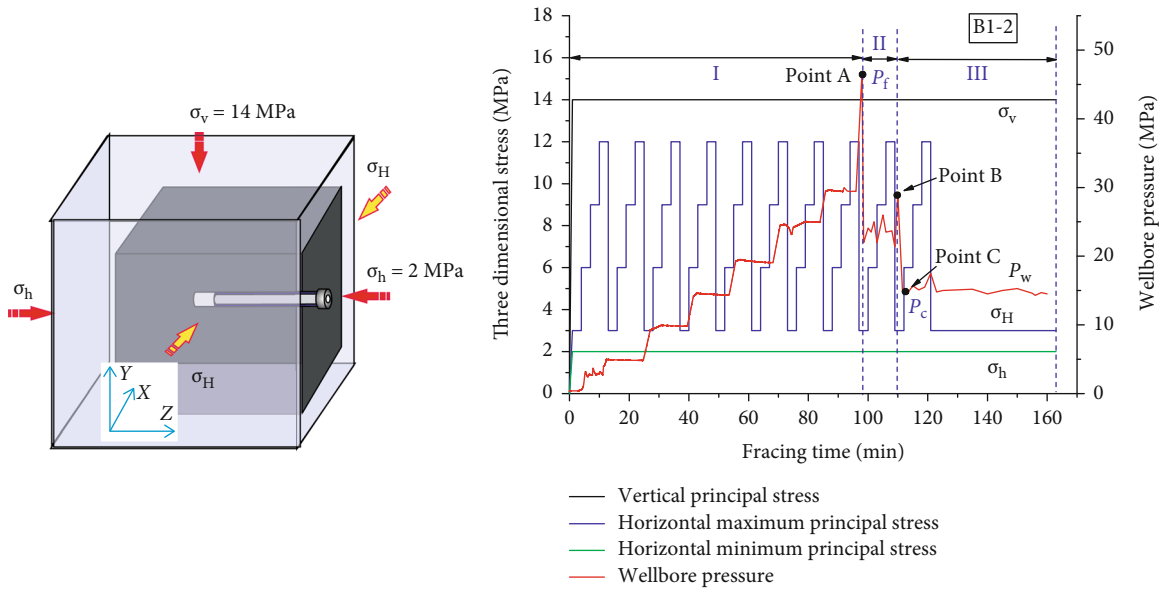 σv = 14 MPa
σH
σh = 2 MPa
σh
σH
Y
X
Z
Three dimensional stress (MPa)
18
16
14
12
10
8
6
4
2
0
B1-2
I
II
III
Point A
Pf
σv
Point B
Point C
Pw
Pc
σH
σh
50
40
30
20
10
0
Wellbore pressure (MPa)
0 20 40 60 80 100 120 140 160
Fracing time (min)
Vertical principal stress
Horizontal maximum principal stress
Horizontal minimum principal stress
Wellbore pressure